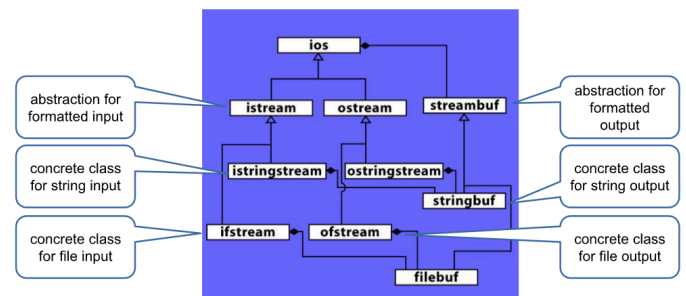 ios
abstraction for
formatted input
istream
ostream
streambuf
abstraction for
formatted
output
concrete class
for string input
istringstream
ostringstream
stringbuf
concrete class
for string output
concrete class
for file input
ifstream
ofstream
filebuf
concrete class
for file output